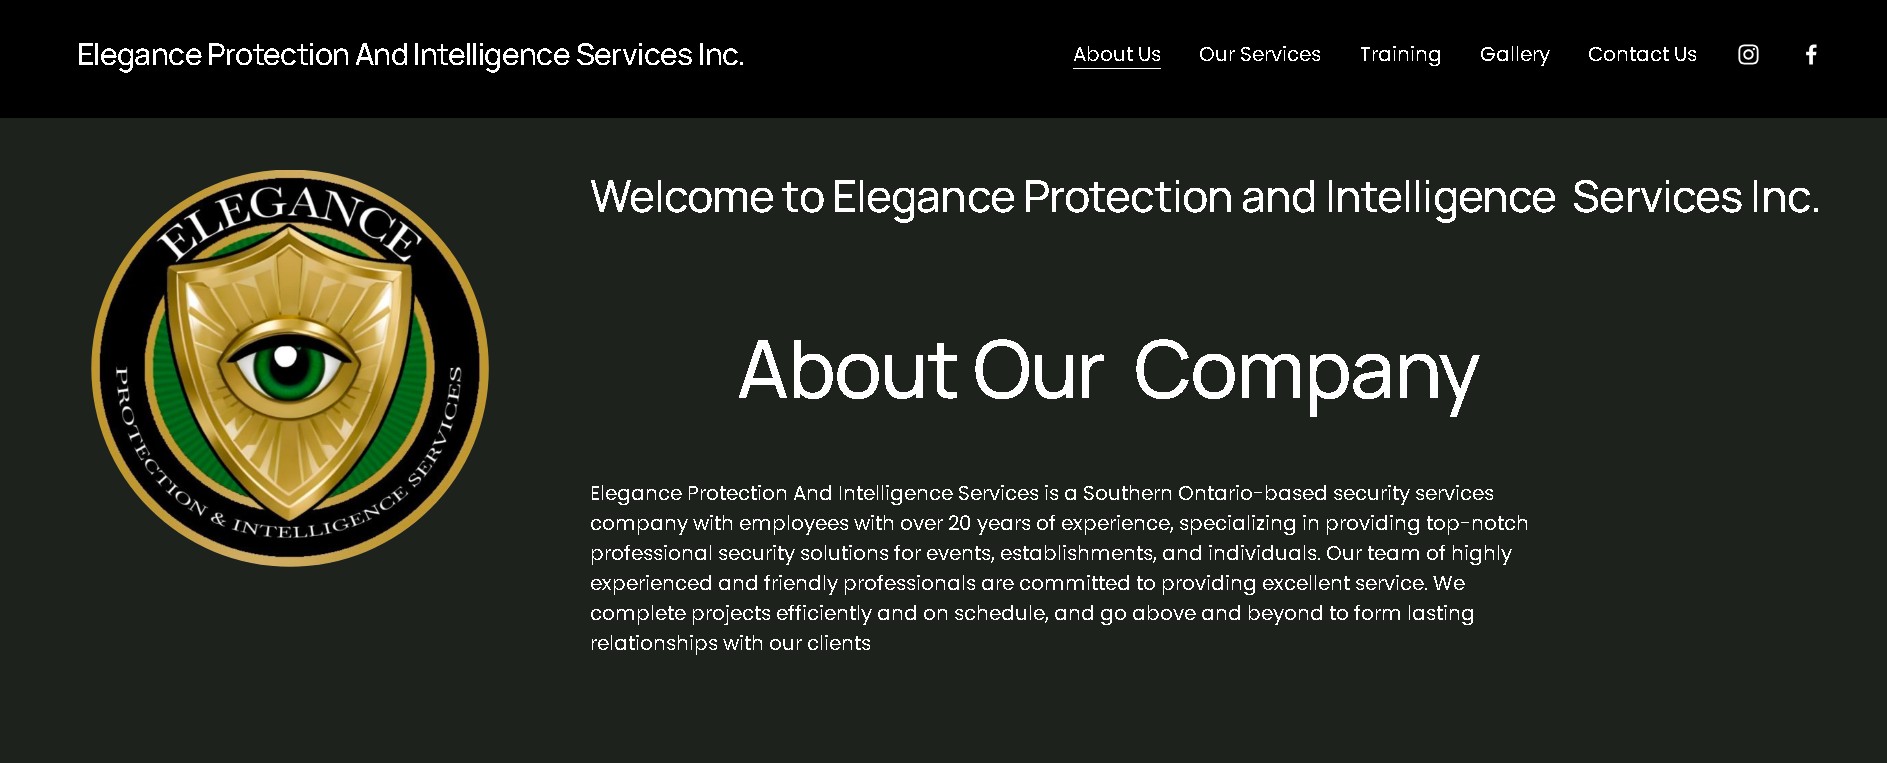 Elegance Protection And Intelligence Services Inc.
About Us Our Services Training Gallery Contact Us
ELEGANCE
PROTECTION & INTELLIGENCE SERVICES
Welcome to Elegance Protection and Intelligence Services Inc.
About Our Company
Elegance Protection And Intelligence Services is a Southern Ontario-based security services
company with employees with over 20 years of experience, specializing in providing top-notch
professional security solutions for events, establishments, and individuals. Our team of highly
experienced and friendly professionals are committed to providing excellent service. We
complete projects efficiently and on schedule, and go above and beyond to form lasting
relationships with our clients